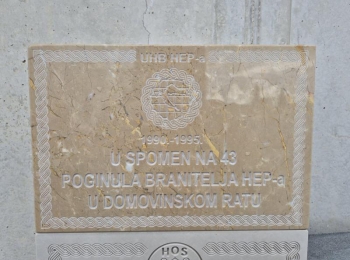 UHB HEP-a
1990.-1995.
U SPOMEN NA 43
POGINULA BRANITELJA HEP-a
U DOMOVINSKOM RATU
HOS